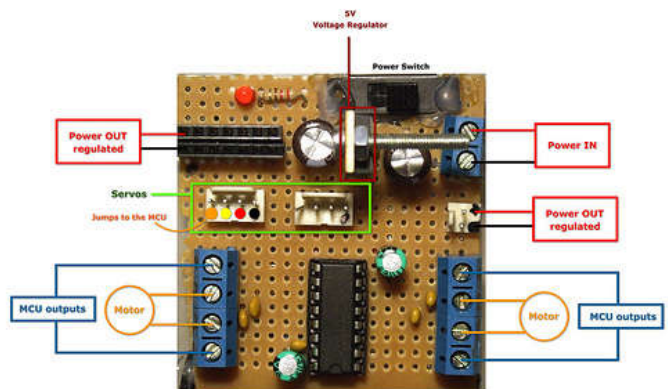 5V
Voltage Regulator
Power Switch
Power OUT
regulated
Power IN
Servos
Jumps to the MCU
Power OUT
regulated
MCU outputs
Motor
Motor
MCU outputs